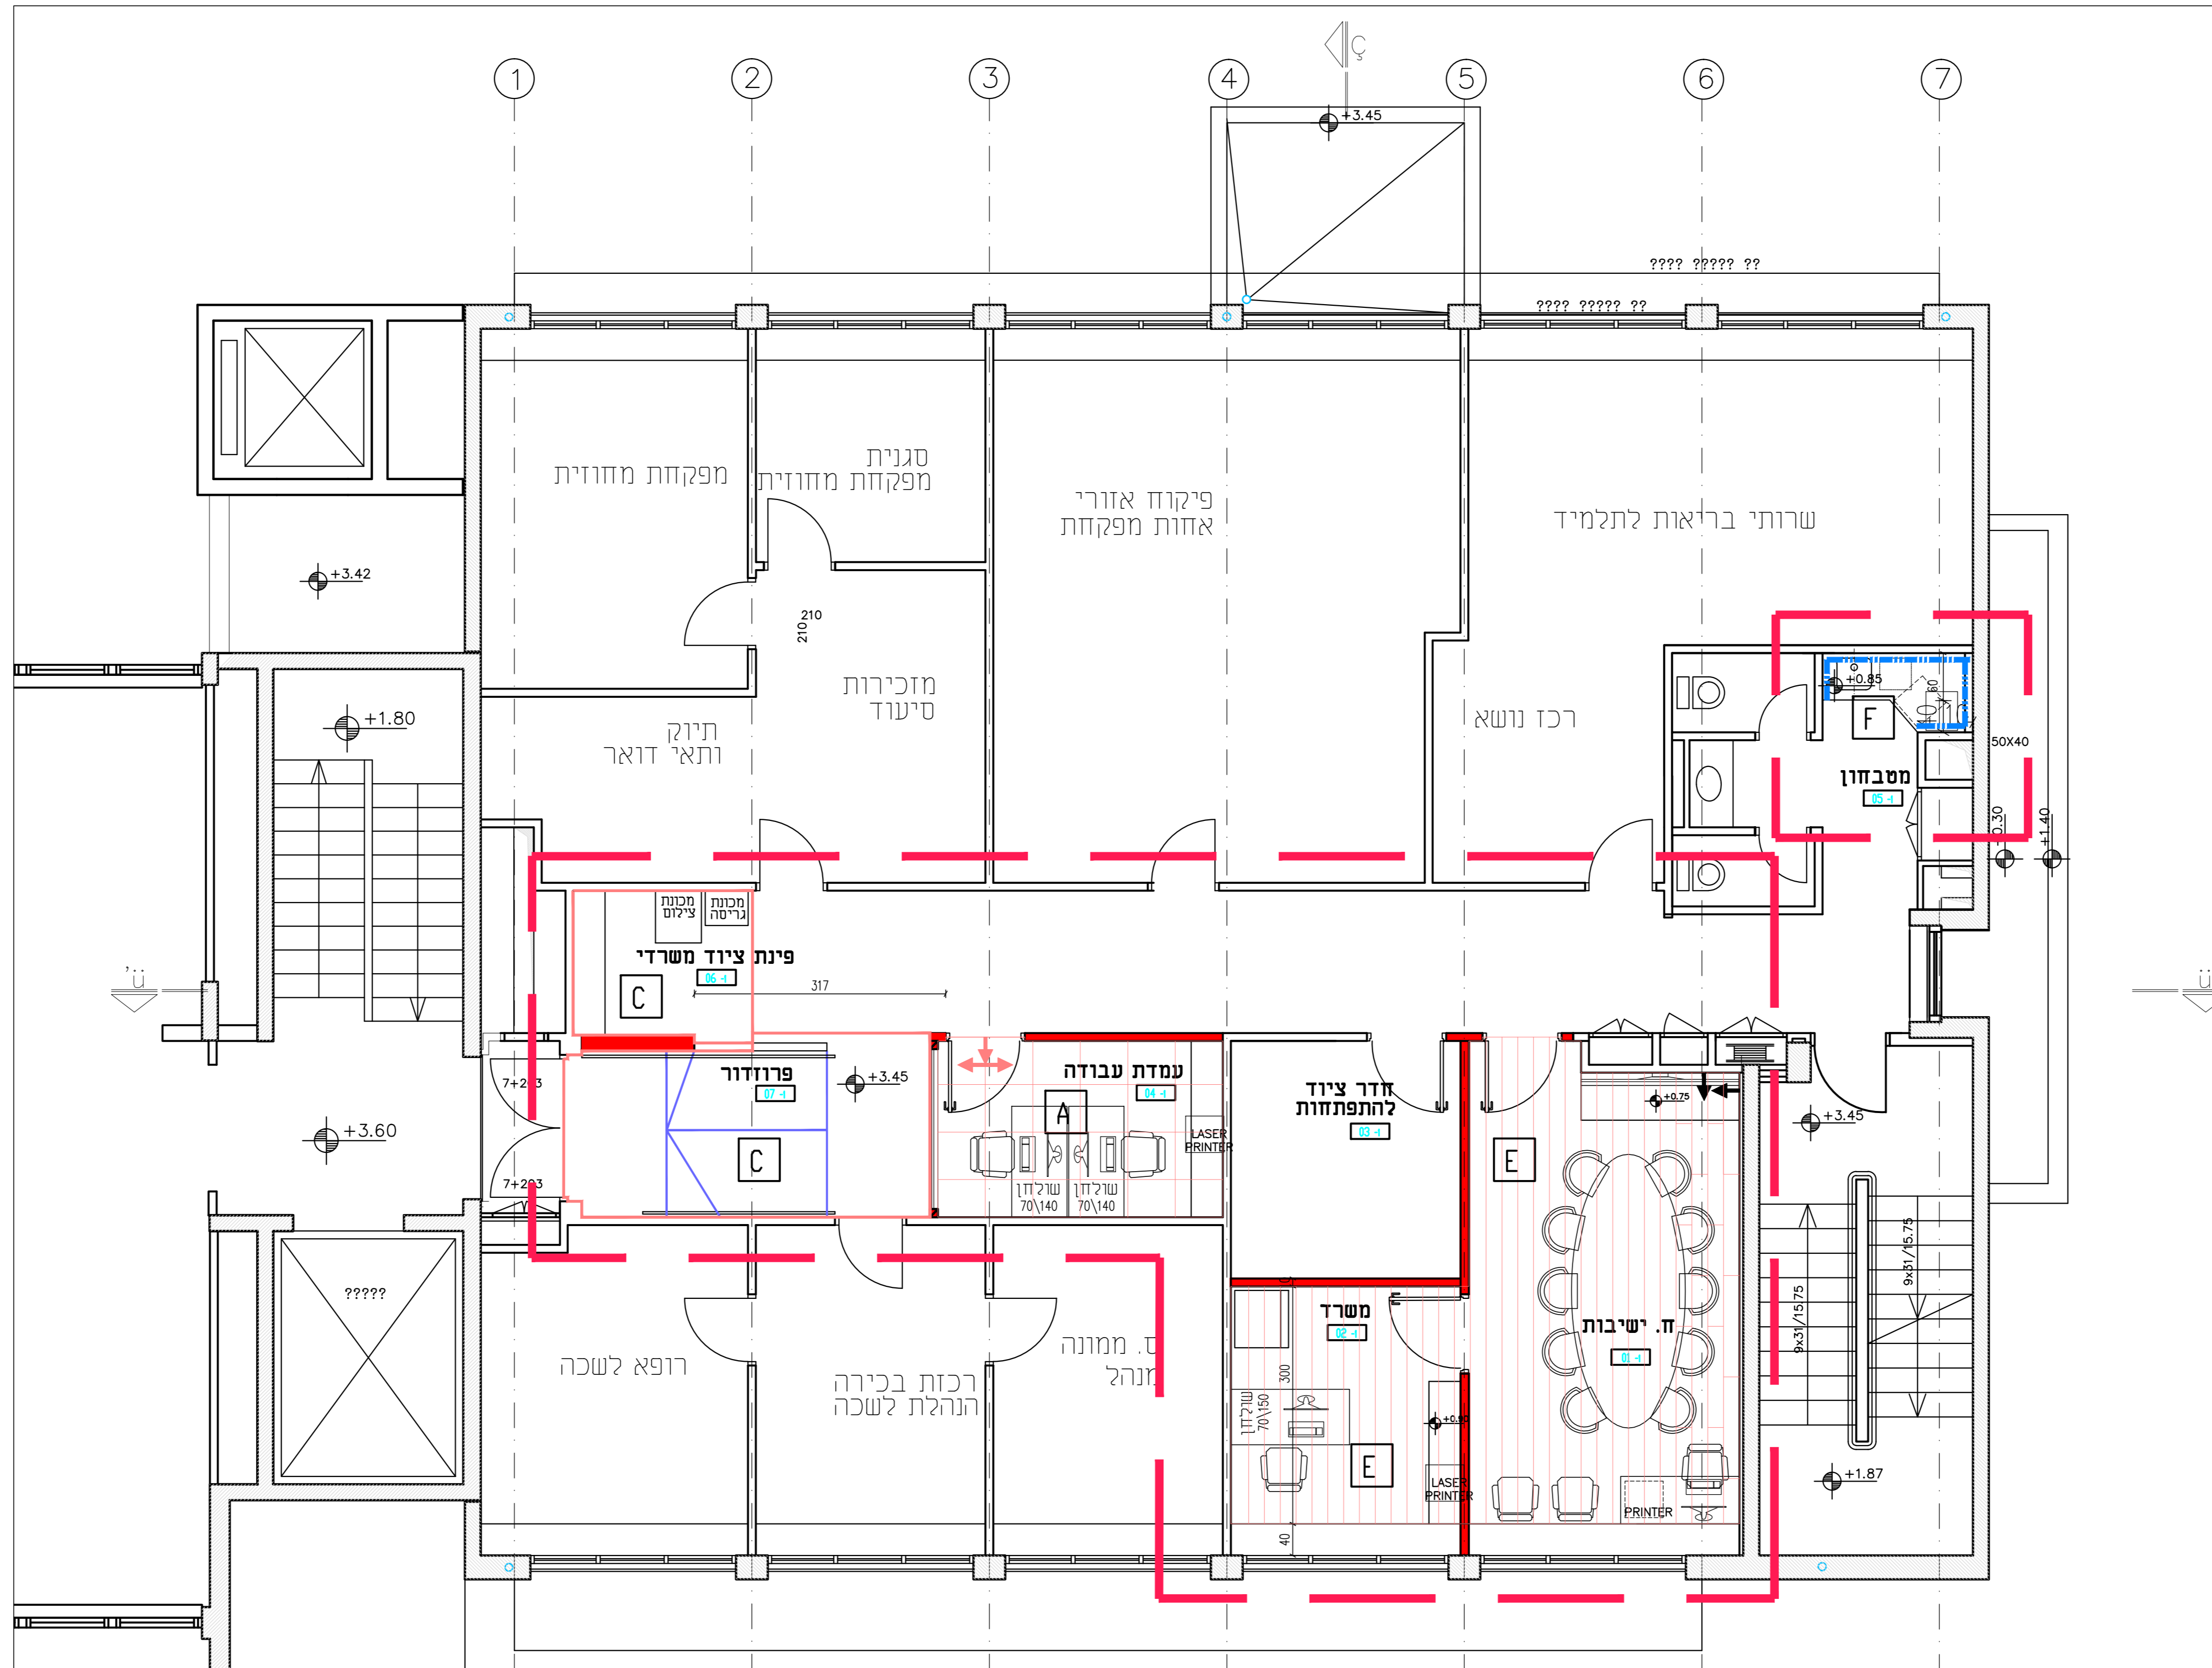 1
2
3
4
5
6
7
+3.45
???? ????? ??
???? ????? ??
סגנית
מפקחת מחוזית
מפקחת מחוזית
פיקוח אזורי
אחות מפקחת
שרותי בריאות לתלמיד
+3.42
210
210
מזכירות
סיעוד
תיוק
ותאי דואר
רכז נושא
+1.80
+0.85
60
F
50X40
מטבחון
ו- 05
+1.40
מכונת
צילום
מכונת
גריסה
פינת ציוד משרדי
ו- 06
C
317
פרוזדור
ו- 07
+3.45
C
7+203
7+203
+3.60
עמדת עבודה
ו- 04
A
LASER
PRINTER
שולחן
70\140
שולחן
70\140
חדר ציוד
להתפתחות
ו- 03
E
+0.75
+3.45
?????
משרד
ו- 02
ח. ישיבות
ו- 01
9x31/15.75
9x31/15.75
רופא לשכה
רכזת בכירה
הנהלת לשכה
ס. ממונה
מנהל
300
שולחן
70\150
+0.90
E
LASER
PRINTER
PRINTER
+1.87
40